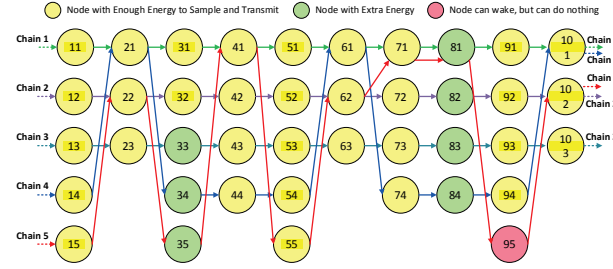 Node with Enough Energy to Sample and Transmit Node with Extra Energy Node can wake, but can do nothing
Chain 1 11 21 31 41 51 61 71 81 91 10 1 Chain
Chain
Chain 2 12 22 32 42 52 62 72 82 92 10 2 Chain
Chain
Chain 3 13 23 33 43 53 63 73 83 93 10 3 Chain
Chain 4 14 34 44 54 74 84 94
Chain 5 15 35 55 95